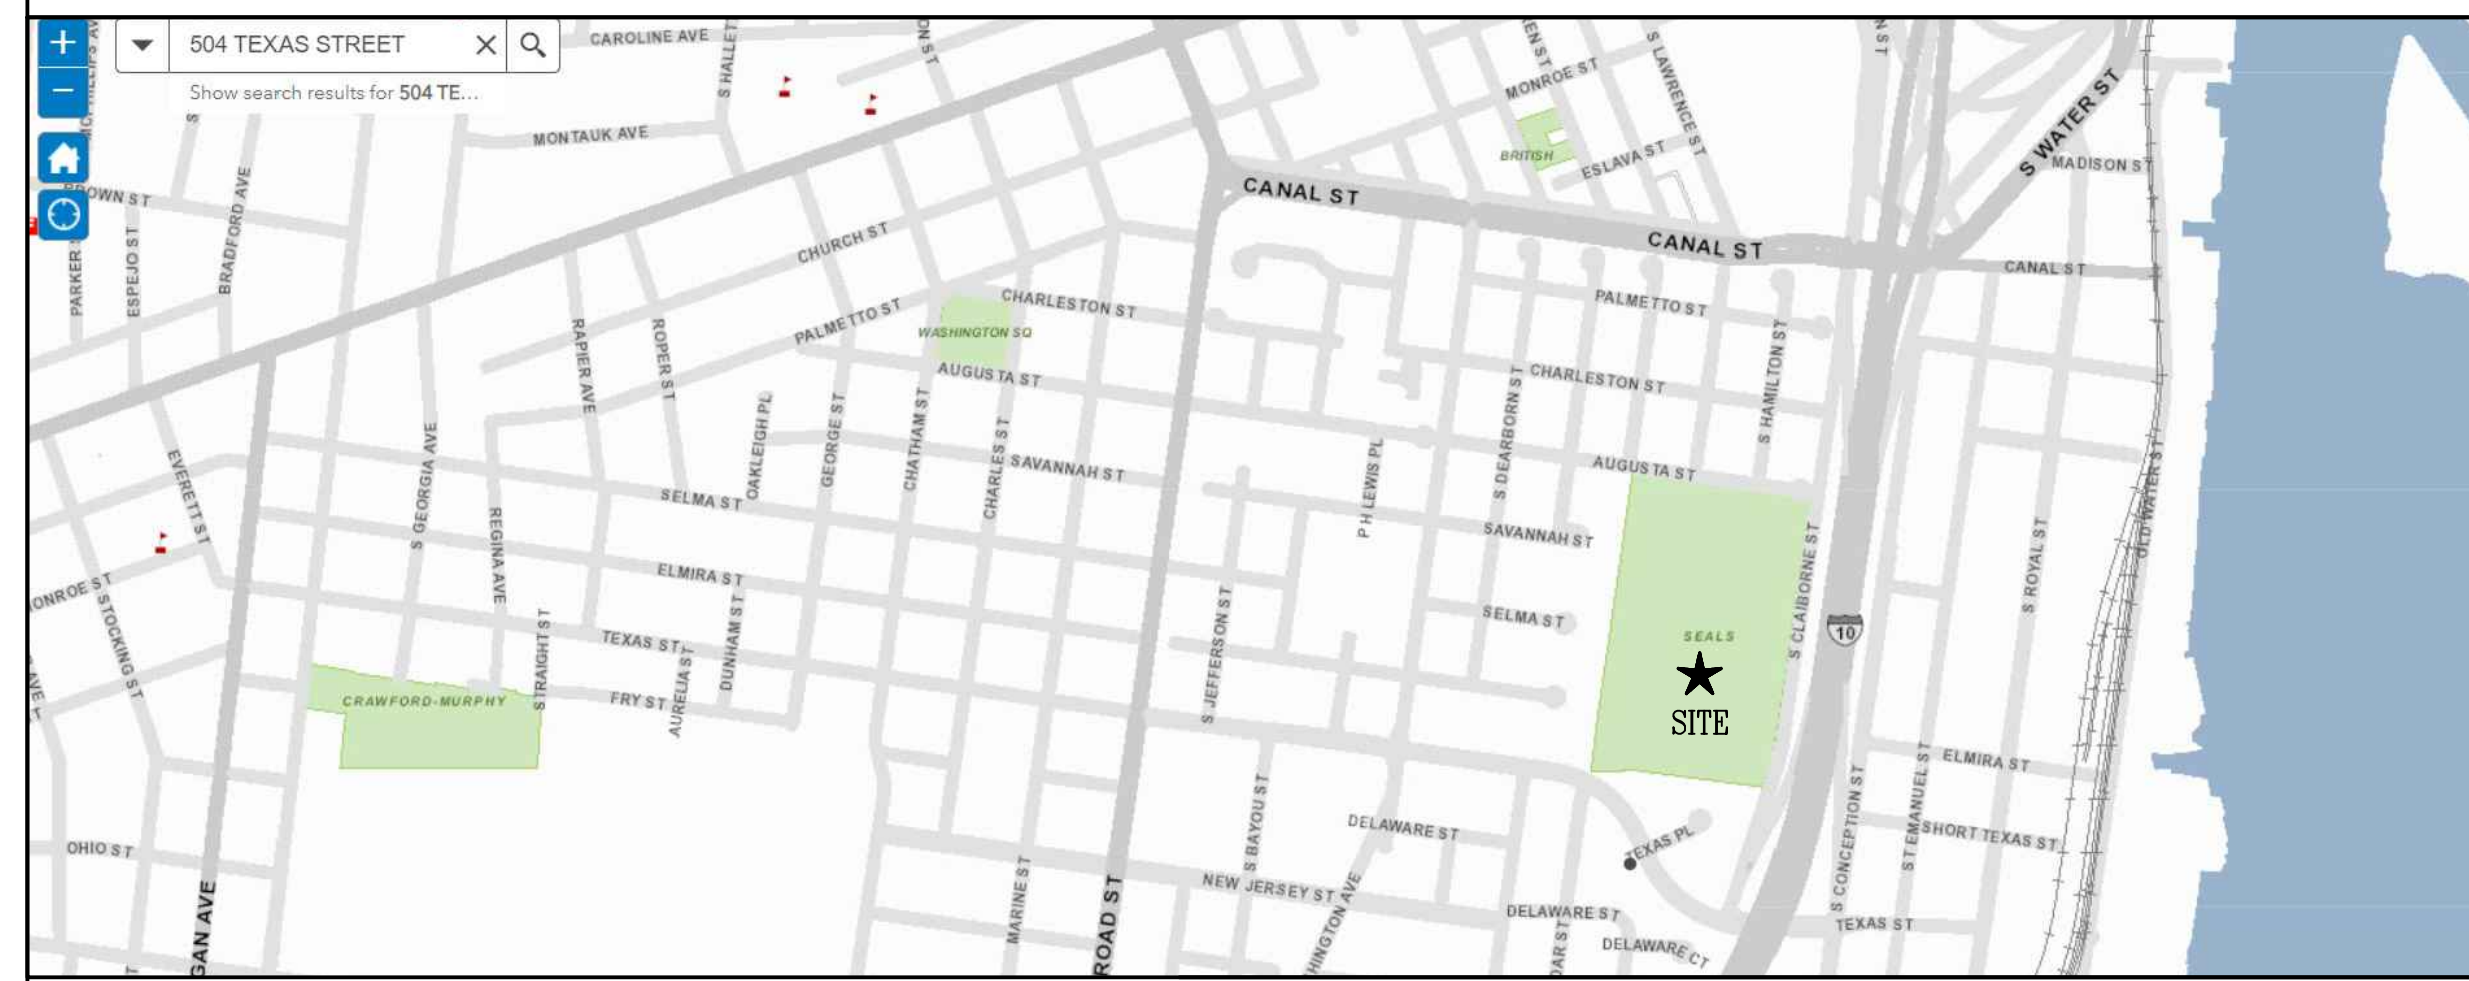 504 TEXAS STREET
Show search results for 504 TE...
CAROLINE AVE
S HALLET
MONTAUK AVE
MONROE ST
S LAWRENCE ST
BRITISH
ESLAVA ST
S WATER ST
MADISON ST
CANAL ST
CANAL ST
CANAL ST
BRADFORD AVE
PARKER
ESPEJO ST
CHURCH ST
PALMETTO ST
CHARLESTON ST
WASHINGTON SQ
AUGUSTA ST
PALMETTO ST
CHARLESTON ST
S HAMILTON ST
S DEARBORN ST
AUGUSTA ST
RAPIER AVE
ROPER ST
OAKLEIGH PL
GEORGE ST
CHATHAM ST
CHARLES ST
SAVANNAH ST
P H LEWIS PL
SAVANNAH ST
EVERETT ST
S GEORGIA AVE
REGINA AVE
SELMA ST
ELMIRA ST
TEXAS ST
STRAIGHT ST
FRY ST
AURELIA ST
DUNHAM ST
S JEFFERSON ST
SELMA ST
SEALS
SITE
S CLAIBORNE ST
10
S ROYAL ST
OLD WATER ST
ONROE ST
STOCKING ST
CRAWFORD-MURPHY
OHIO ST
GAN AVE
MARINE ST
ROAD ST
S BAYOU ST
DELAWARE ST
NEW JERSEY ST
HINGTON AVE
DELAWARE ST
DELAWARE CT
DAR ST
TEXAS PL
S CONCEPTION ST
ST EMANUEL ST
ELMIRA ST
SHORT TEXAS ST
TEXAS ST